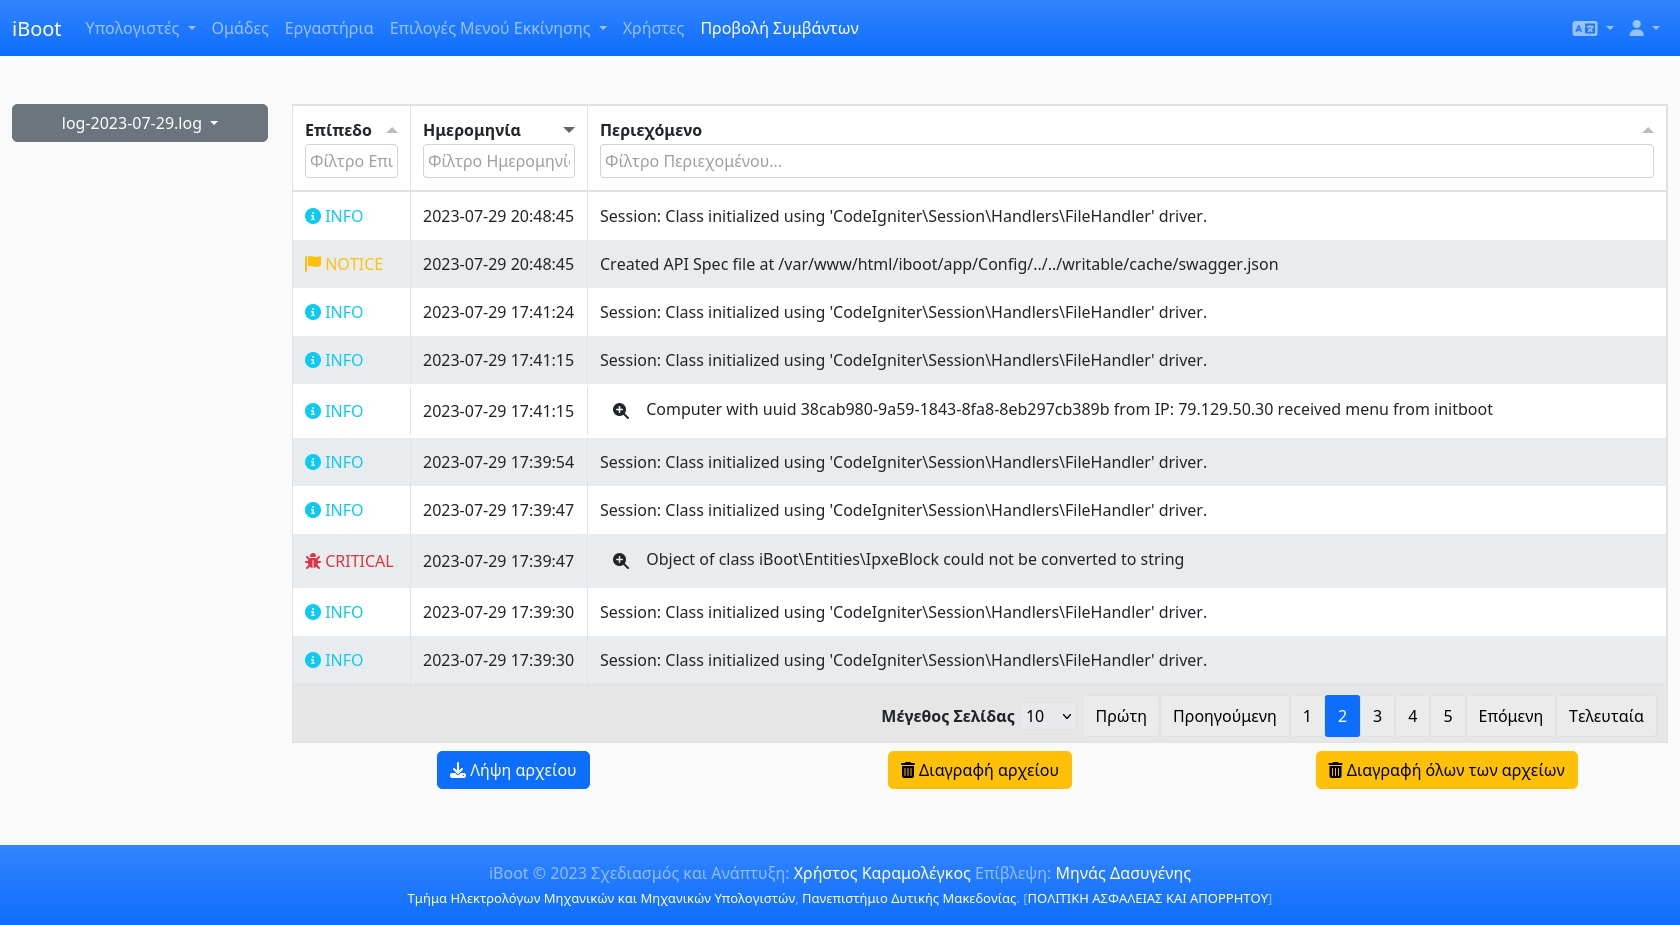 iBoot Υπολογιστές Ομάδες Εργαστήρια Επιλογές Μενού Εκκίνησης Χρήστες Προβολή Συμβάντων
log-2023-07-29.log
Επίπεδο Ημερομηνία Περιεχόμενο
Φίλτρο Επι Φίλτρο Ημερομηνί Φίλτρο Περιεχομένου...
INFO 2023-07-29 20:48:45 Session: Class initialized using 'CodeIgniter\Session\Handlers\FileHandler' driver.
NOTICE 2023-07-29 20:48:45 Created API Spec file at /var/www/html/iboot/app/Config/../../writable/cache/swagger.json
INFO 2023-07-29 17:41:24 Session: Class initialized using 'CodeIgniter\Session\Handlers\FileHandler' driver.
INFO 2023-07-29 17:41:15 Session: Class initialized using 'CodeIgniter\Session\Handlers\FileHandler' driver.
INFO 2023-07-29 17:41:15 Computer with uuid 38cab980-9a59-1843-8fa8-8eb297cb389b from IP: 79.129.50.30 received menu from initboot
INFO 2023-07-29 17:39:54 Session: Class initialized using 'CodeIgniter\Session\Handlers\FileHandler' driver.
INFO 2023-07-29 17:39:47 Session: Class initialized using 'CodeIgniter\Session\Handlers\FileHandler' driver.
CRITICAL 2023-07-29 17:39:47 Object of class iBoot\Entities\IpxeBlock could not be converted to string
INFO 2023-07-29 17:39:30 Session: Class initialized using 'CodeIgniter\Session\Handlers\FileHandler' driver.
INFO 2023-07-29 17:39:30 Session: Class initialized using 'CodeIgniter\Session\Handlers\FileHandler' driver.
Μέγεθος Σελίδας 10 Πρώτη Προηγούμενη 1 2 3 4 5 Επόμενη Τελευταία
Λήψη αρχείου Διαγραφή αρχείου Διαγραφή όλων των αρχείων
iBoot © 2023 Σχεδιασμός και Ανάπτυξη: Χρήστος Καραμολέγκος Επίβλεψη: Μηνάς Δασυγένης
Τμήμα Ηλεκτρολόγων Μηχανικών και Μηχανικών Υπολογιστών, Πανεπιστήμιο Δυτικής Μακεδονίας. [ΠΟΛΙΤΙΚΗ ΑΣΦΑΛΕΙΑΣ ΚΑΙ ΑΠΟΡΡΗΤΟΥ]